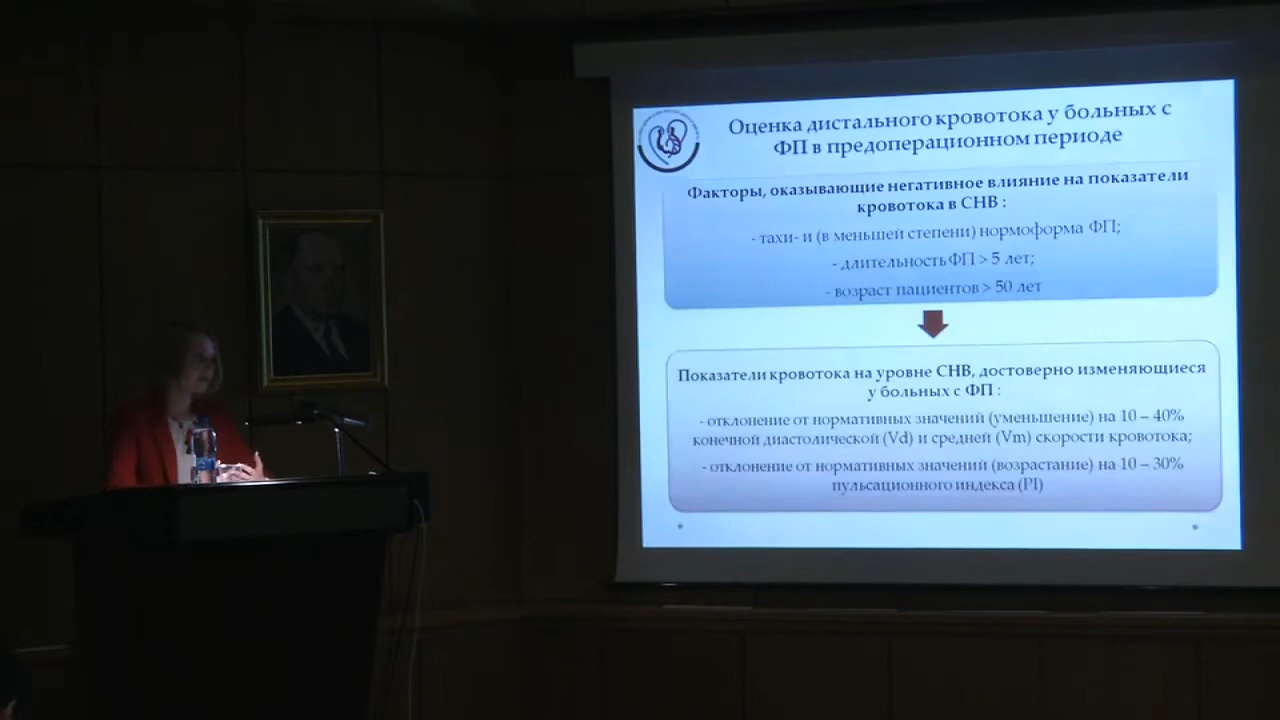 Оценка дистального кровотока у больных с
ФП в предоперационном периоде
Факторы, оказывающие негативное влияние на показатели
кровотока в СНВ :
- тахи- и (в меньшей степени) нормоформа ФП;
- длительность ФП > 5 лет;
- возраст пациентов > 50 лет
Показатели кровотока на уровне СНВ, достоверно изменяющиеся
у больных с ФП :
- отклонение от нормативных значений (уменьшение) на 10 – 40%
конечной диастолической (Vd) и средней (Vm) скорости кровотока;
- отклонение от нормативных значений (возрастание) на 10 – 30%
пульсационного индекса (PI)